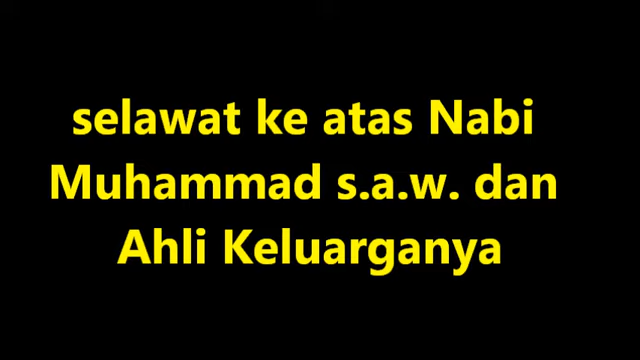 selawat ke atas Nabi
Muhammad s.a.w. dan
Ahli Keluarganya